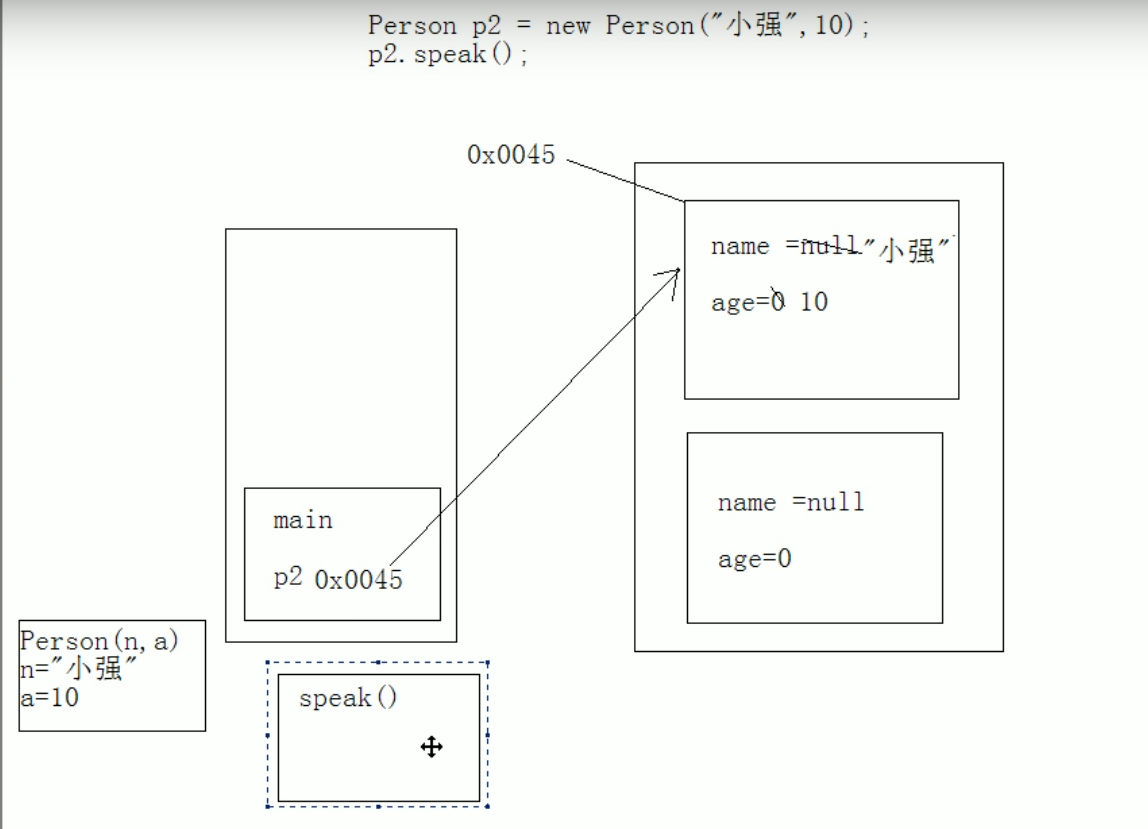 Person p2 = new Person("小强",10);
p2.speak();
0x0045
name =null "小强"
age=0 10
name =null
age=0
main
p2 0x0045
Person(n,a)
n="小强"
a=10
speak()